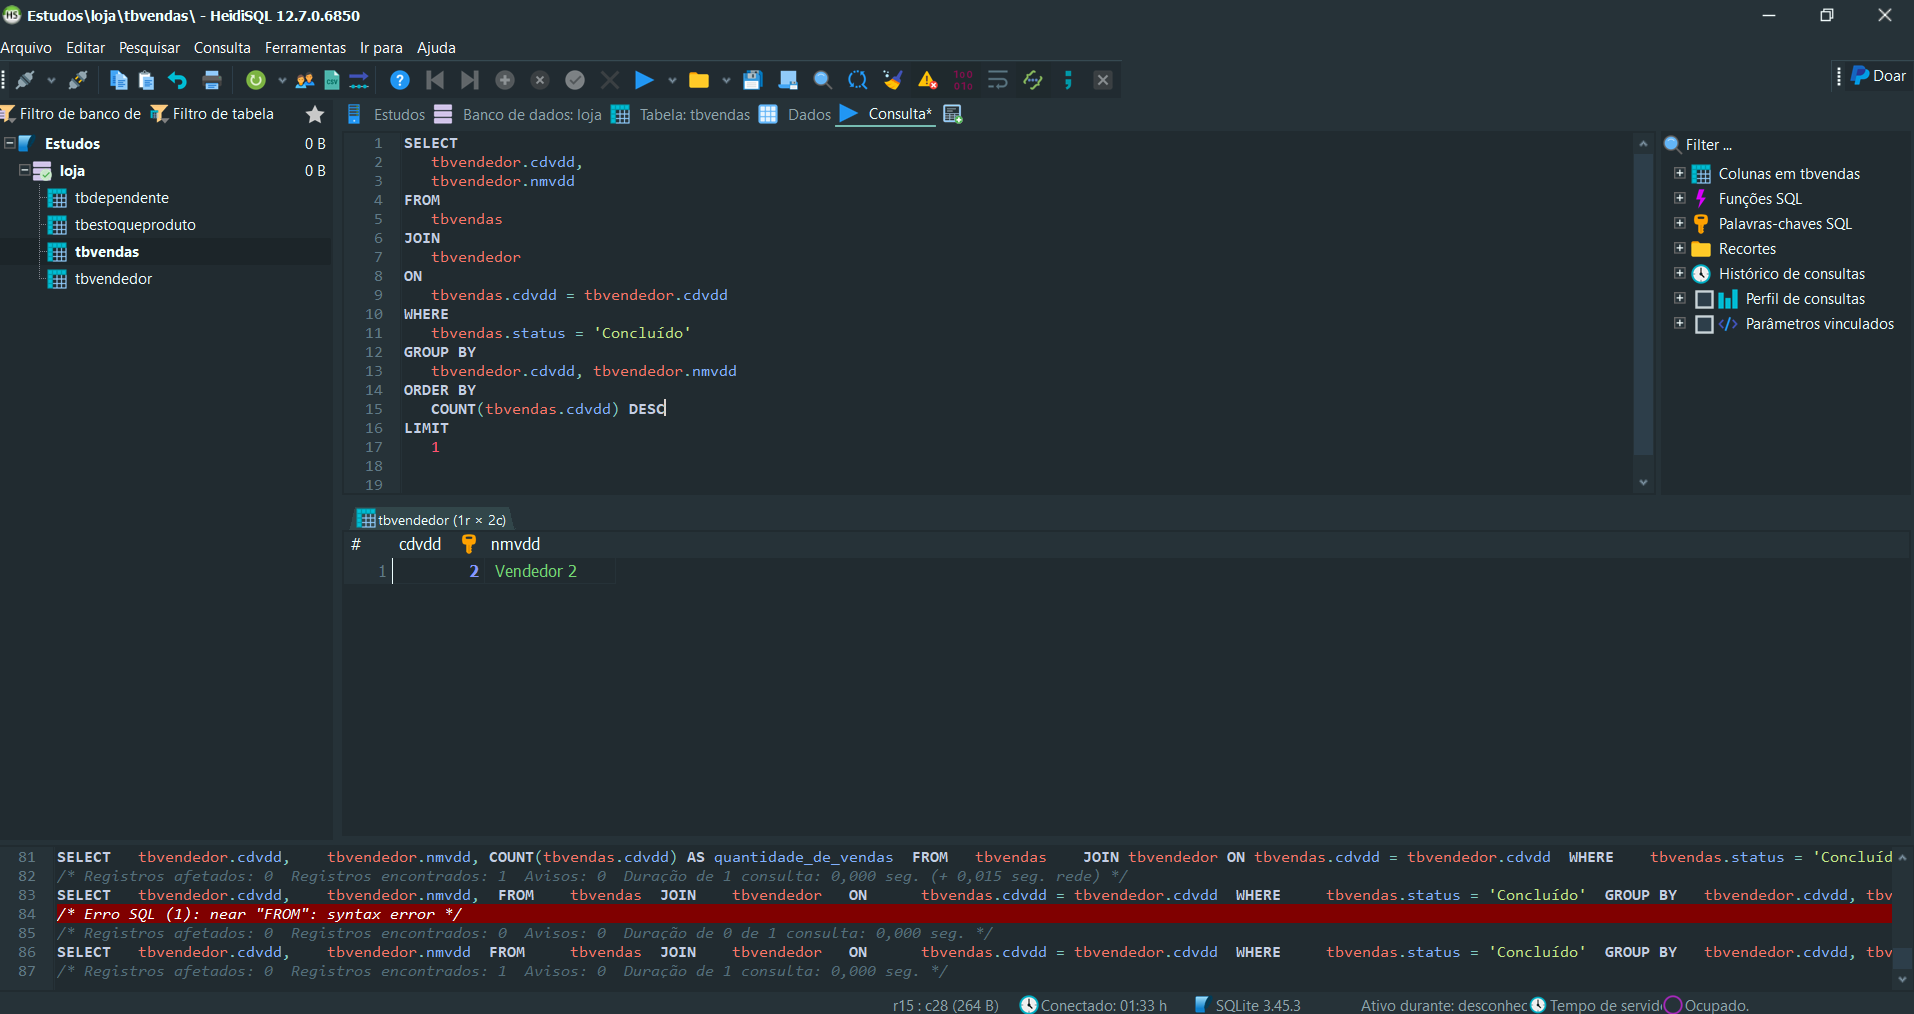 Estudos\loja\tbvendas\ - HeidiSQL 12.7.0.6850
Arquivo Editar Pesquisar Consulta Ferramentas Ir para Ajuda
Doar
Filtro de banco de Filtro de tabela
Estudos 0 B
loja 0 B
tbdependente
tbestoqueproduto
tbvendas
tbvendedor
Estudos Banco de dados: loja Tabela: tbvendas Dados Consulta*
1 SELECT
2 tbvendedor.cdvdd,
3 tbvendedor.nmvdd
4 FROM
5 tbvendas
6 JOIN
7 tbvendedor
8 ON
9 tbvendas.cdvdd = tbvendedor.cdvdd
10 WHERE
11 tbvendas.status = 'Concluído'
12 GROUP BY
13 tbvendedor.cdvdd, tbvendedor.nmvdd
14 ORDER BY
15 COUNT(tbvendas.cdvdd) DESC
16 LIMIT
17 1
18
19
Filter ...
Colunas em tbvendas
Funções SQL
Palavras-chaves SQL
Recortes
Histórico de consultas
Perfil de consultas
Parâmetros vinculados
tbvendedor (1r × 2c)
# cdvdd nmvdd
1 2 Vendedor 2
81 SELECT tbvendedor.cdvdd, tbvendedor.nmvdd, COUNT(tbvendas.cdvdd) AS quantidade_de_vendas FROM tbvendas JOIN tbvendedor ON tbvendas.cdvdd = tbvendedor.cdvdd WHERE tbvendas.status = 'Concluíd
82 /* Registros afetados: 0 Registros encontrados: 1 Avisos: 0 Duração de 1 consulta: 0,000 seg. (+ 0,015 seg. rede) */
83 SELECT tbvendedor.cdvdd, tbvendedor.nmvdd, FROM tbvendas JOIN tbvendedor ON tbvendas.cdvdd = tbvendedor.cdvdd WHERE tbvendas.status = 'Concluído' GROUP BY tbvendedor.cdvdd, tbv
84 /* Erro SQL (1): near "FROM": syntax error */
85 /* Registros afetados: 0 Registros encontrados: 0 Avisos: 0 Duração de 0 de 1 consulta: 0,000 seg. */
86 SELECT tbvendedor.cdvdd, tbvendedor.nmvdd FROM tbvendas JOIN tbvendedor ON tbvendas.cdvdd = tbvendedor.cdvdd WHERE tbvendas.status = 'Concluído' GROUP BY tbvendedor.cdvdd, tbv
87 /* Registros afetados: 0 Registros encontrados: 1 Avisos: 0 Duração de 1 consulta: 0,000 seg. */
r15 : c28 (264 B) Conectado: 01:33 h SQLite 3.45.3 Ativo durante: desconhec Tempo de servid Ocupado.